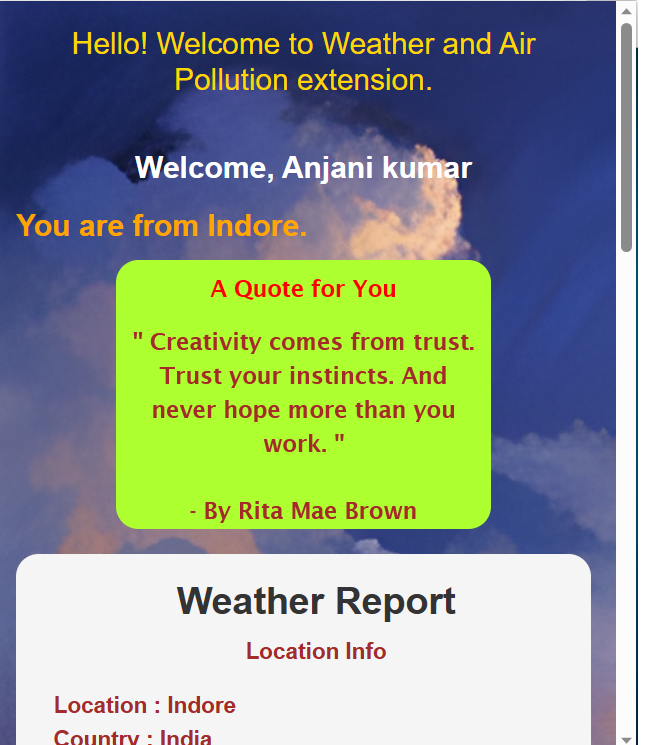 Hello! Welcome to Weather and Air
Pollution extension.
Welcome, Anjani kumar
You are from Indore.
A Quote for You
" Creativity comes from trust.
Trust your instincts. And
never hope more than you
work. "
- By Rita Mae Brown
Weather Report
Location Info
Location : Indore
Country : India